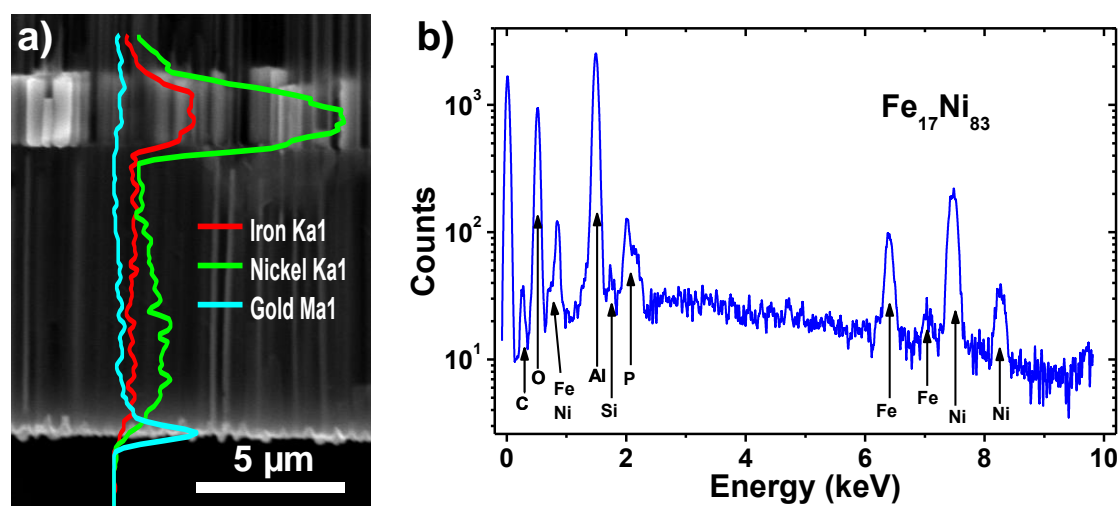 a)
Iron Ka1
Nickel Ka1
Gold Ma1
5 µm
b)
Fe₁₇Ni₈₃
Counts
10³
10²
10¹
C
O
Fe
Ni
Al
Si
P
Fe
Fe
Ni
Ni
0 2 4 6 8 10
Energy (keV)